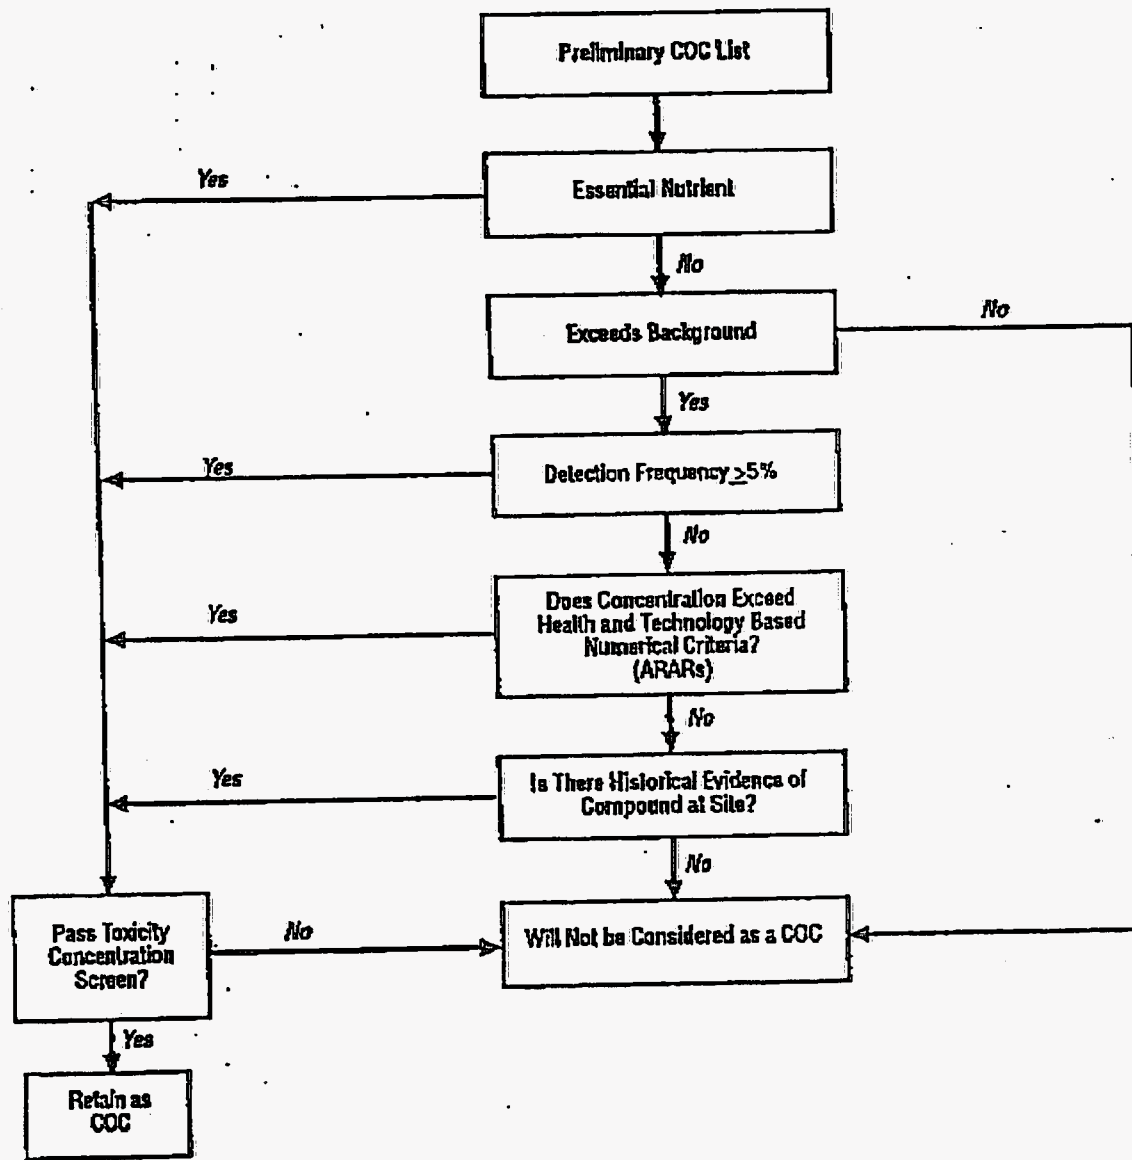 Preliminary COC List
Yes
Essential Nutrient
No
Exceeds Background
No
Yes
Yes
Detection Frequency ≥5%
No
Yes
Does Concentration Exceed
Health and Technology Based
Numerical Criteria?
(ARARs)
No
Yes
Is There Historical Evidence of
Compound at Site?
No
Pass Toxicity
Concentration
Screen?
No
Will Not be Considered as a COC
Yes
Retain as
COC